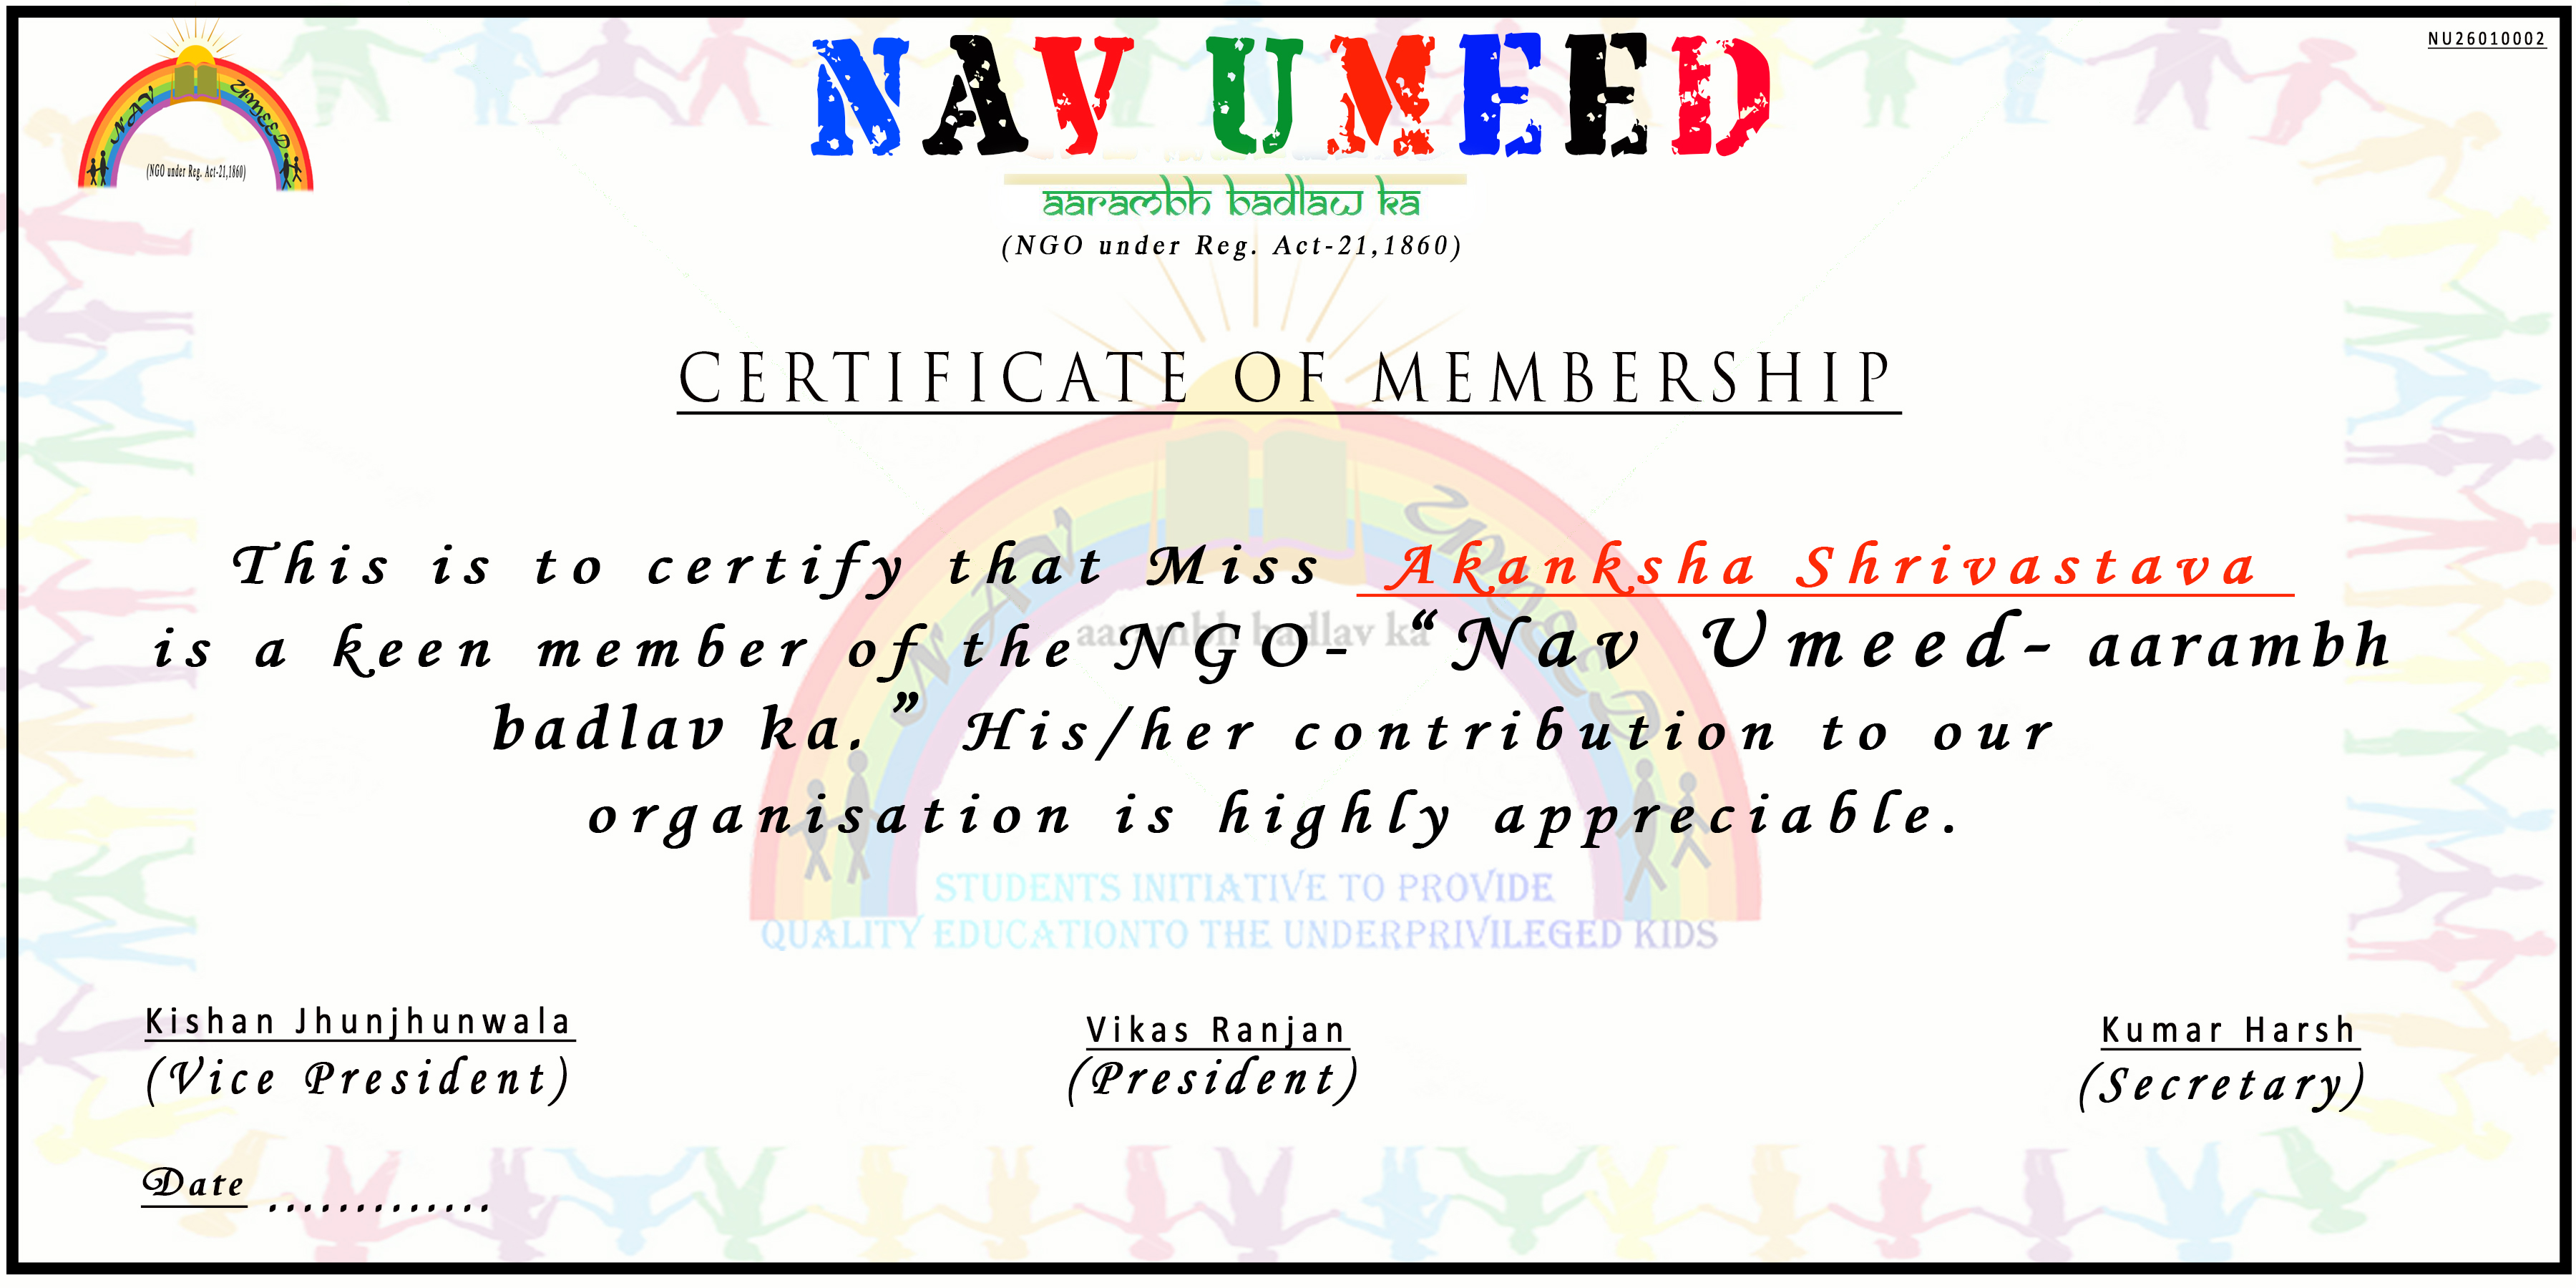 NU26010002
NAV UMEED
NAV UMEED
(NGO under Reg. Act-21,1860)
aarambh badlaw ka
(NGO under Reg. Act-21,1860)
CERTIFICATE OF MEMBERSHIP
This is to certify that Miss Akanksha Shrivastava
is a keen member of the NGO- “Nav Umeed- aarambh
badlav ka.” His/her contribution to our
organisation is highly appreciable.
NAV UMEED
aarambh badlav ka
STUDENTS INITIATIVE TO PROVIDE
QUALITY EDUCATIONTO THE UNDERPRIVILEGED KIDS
Kishan Jhunjhunwala
(Vice President)
Vikas Ranjan
(President)
Kumar Harsh
(Secretary)
Date .............